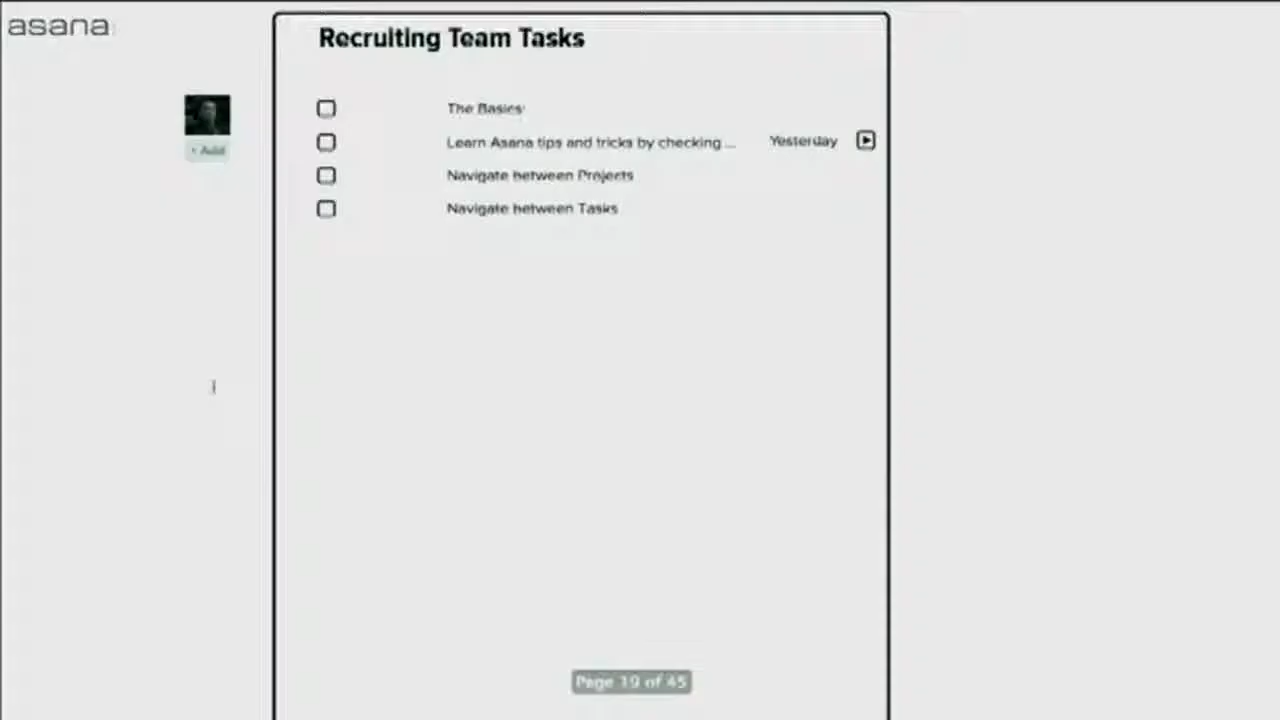 asana
Recruiting Team Tasks
The Basics:
Learn Asana tips and tricks by checking ... Yesterday
Navigate between Projects
Navigate between Tasks
+ Add
Page 19 of 45